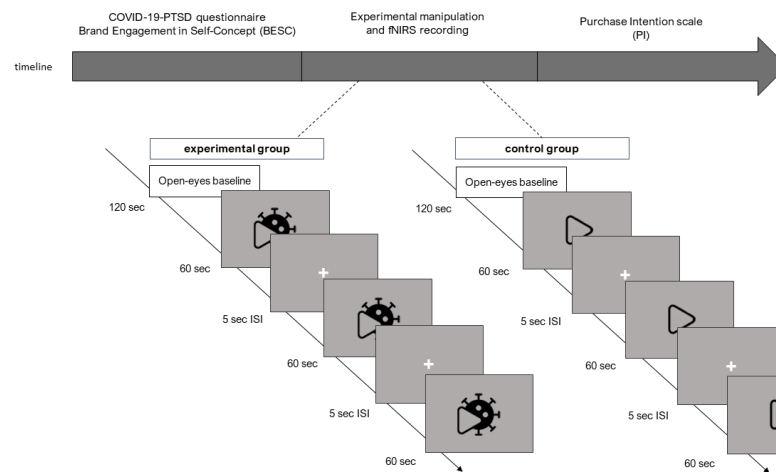 COVID-19-PTSD questionnaire
Brand Engagement in Self-Concept (BESC)
Experimental manipulation
and fNIRS recording
Purchase Intention scale
(PI)
timeline
experimental group
Open-eyes baseline
120 sec
60 sec
5 sec ISI
60 sec
5 sec ISI
60 sec
control group
Open-eyes baseline
120 sec
60 sec
5 sec ISI
60 sec
5 sec ISI
60 sec